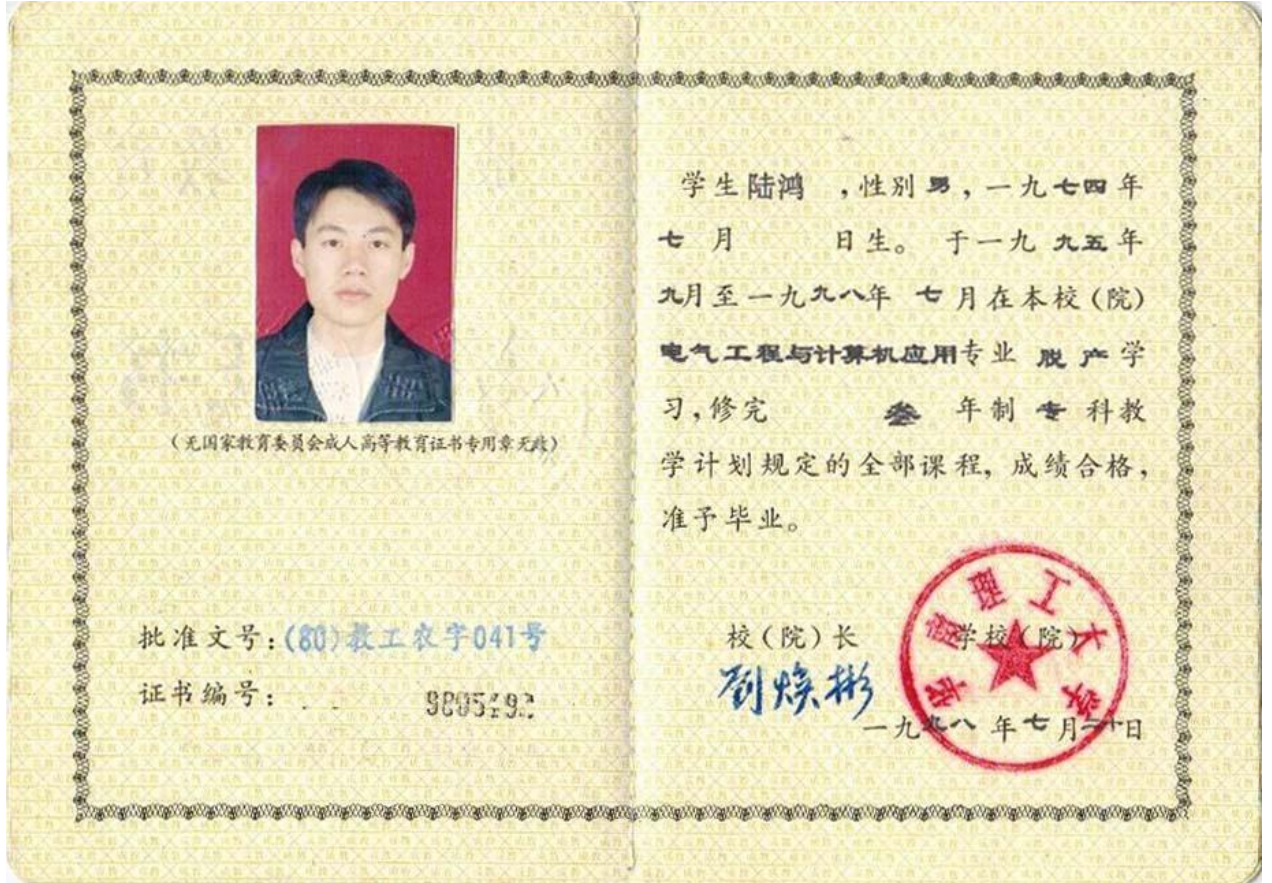 (无国家教育委员会成人高等教育证书专用章无效)
批准文号:(80)教工农字041号
证书编号:
学生陆鸿 ,性别男,一九七四年
七月 日生。于一九九五年
九月至一九九八年七月在本校(院)
电气工程与计算机应用专业脱产学
习,修完 叁 年制专科教
学计划规定的全部课程,成绩合格,
准予毕业。
校(院)长 学校(院)
刘焕彬
华南理工大学
一九九八年七月二十日